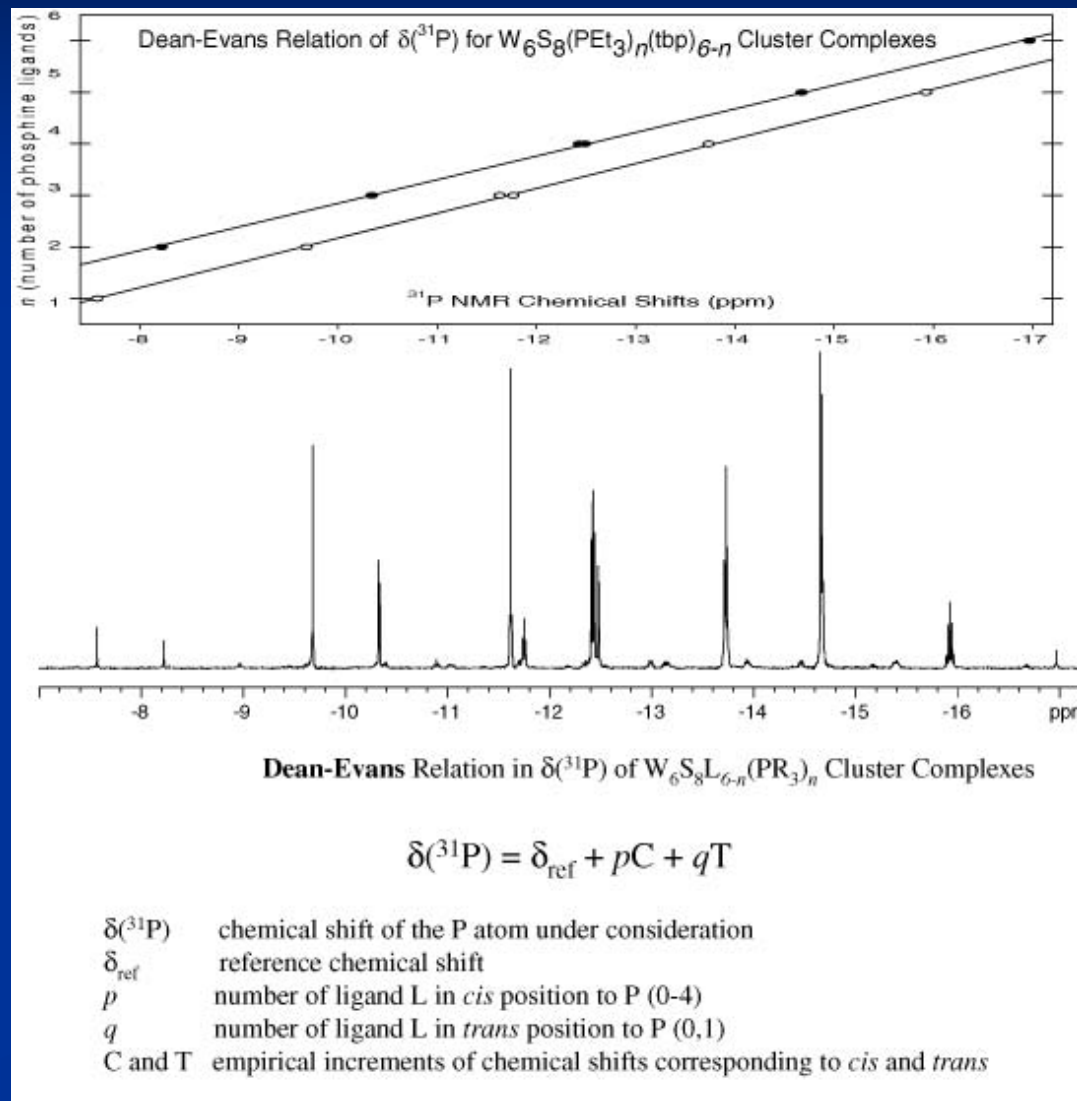 Dean-Evans Relation of δ(³¹P) for W₆S₈(PEt₃)ₙ(tbp)₆₋ₙ Cluster Complexes
n (number of phosphine ligands)
6
5
4
3
2
1
³¹P NMR Chemical Shifts (ppm)
-8 -9 -10 -11 -12 -13 -14 -15 -16 -17
-8 -9 -10 -11 -12 -13 -14 -15 -16 ppm
Dean-Evans Relation in δ(³¹P) of W₆S₈L₆₋ₙ(PR₃)ₙ Cluster Complexes
δ(³¹P) = δref + pC + qT
δ(³¹P) chemical shift of the P atom under consideration
δref reference chemical shift
p number of ligand L in cis position to P (0-4)
q number of ligand L in trans position to P (0,1)
C and T empirical increments of chemical shifts corresponding to cis and trans